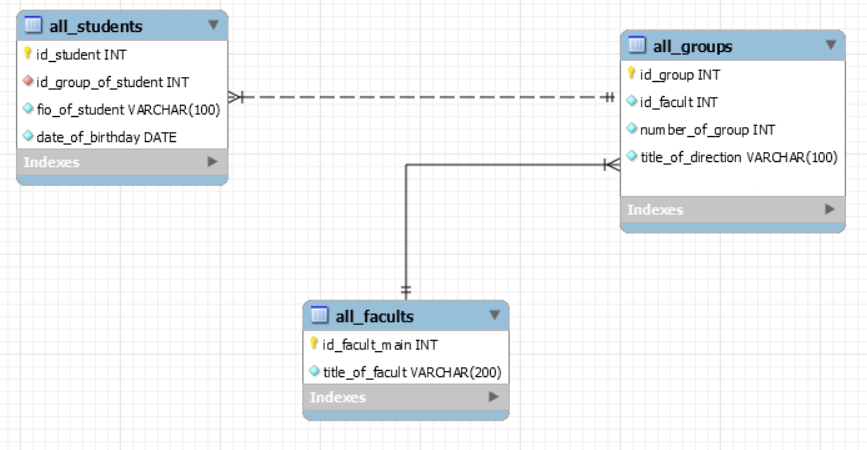 all_students
id_student INT
id_group_of_student INT
fio_of_student VARCHAR(100)
date_of_birthday DATE
Indexes
all_groups
id_group INT
id_facult INT
number_of_group INT
title_of_direction VARCHAR(100)
Indexes
all_facults
id_facult_main INT
title_of_facult VARCHAR(200)
Indexes